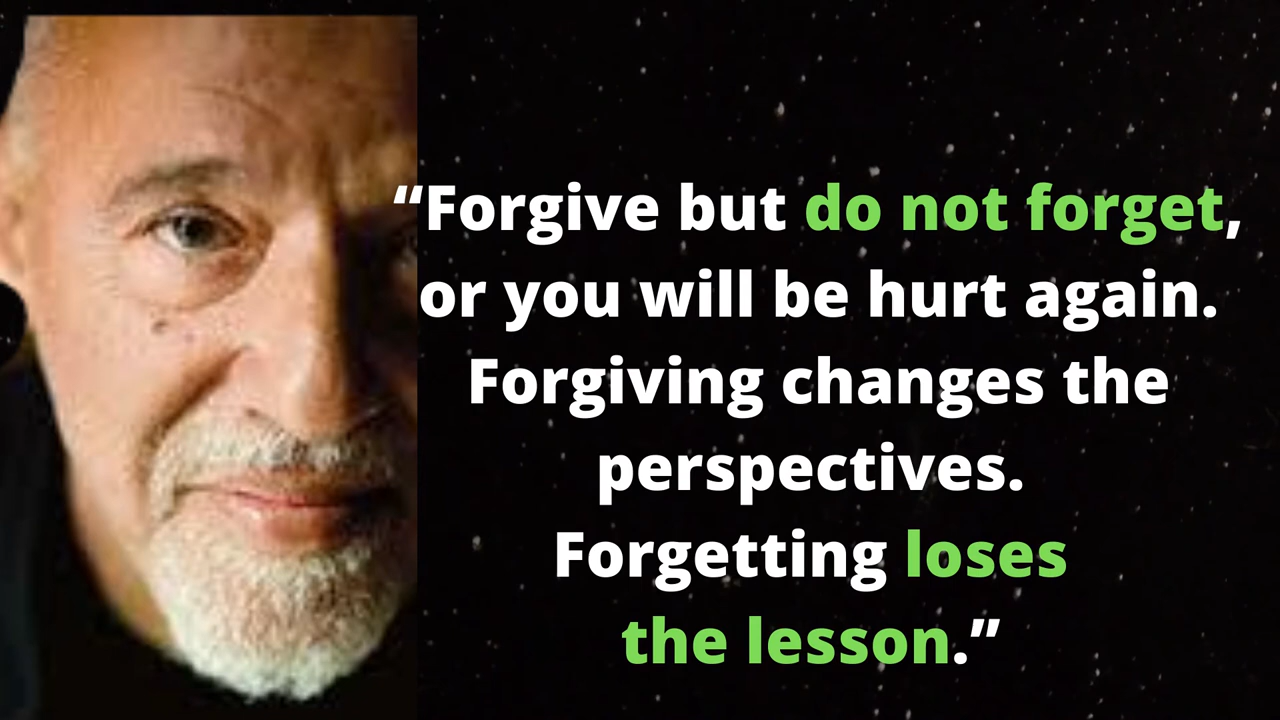 “Forgive but do not forget,
or you will be hurt again.
Forgiving changes the
perspectives.
Forgetting loses
the lesson.”